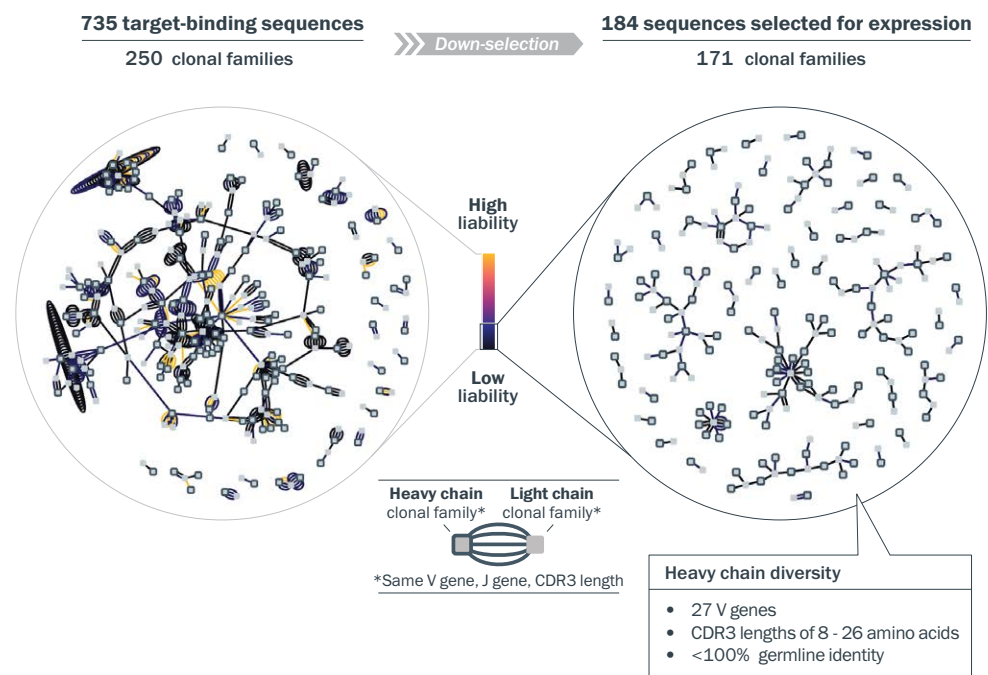 735 target-binding sequences
250 clonal families
Down-selection
184 sequences selected for expression
171 clonal families
High
liability
Low
liability
Heavy chain
clonal family*
Light chain
clonal family*
*Same V gene, J gene, CDR3 length
Heavy chain diversity
• 27 V genes
• CDR3 lengths of 8 - 26 amino acids
• <100% germline identity